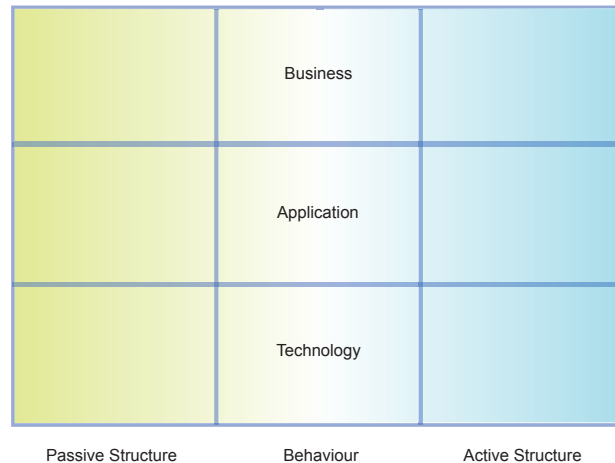 Business
Application
Technology
Passive Structure Behaviour Active Structure